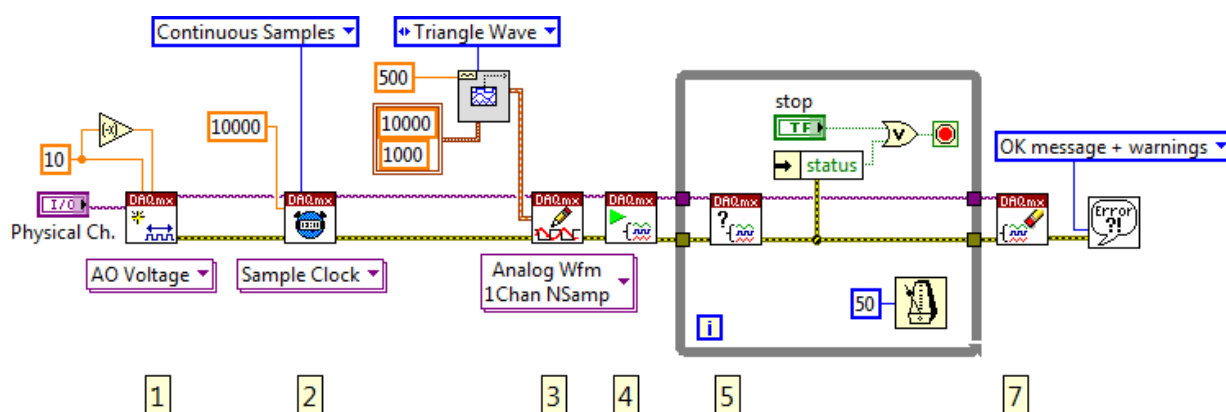 Continuous Samples
Triangle Wave
500
10000
1000
10000
10
(-x)
I/O
Physical Ch.
DAQmx
DAQmx
DAQmx
DAQmx
DAQmx
DAQmx
AO Voltage
Sample Clock
Analog Wfm
1Chan NSamp
stop
TF
V
status
50
i
OK message + warnings
Error
?!
1
2
3
4
5
7